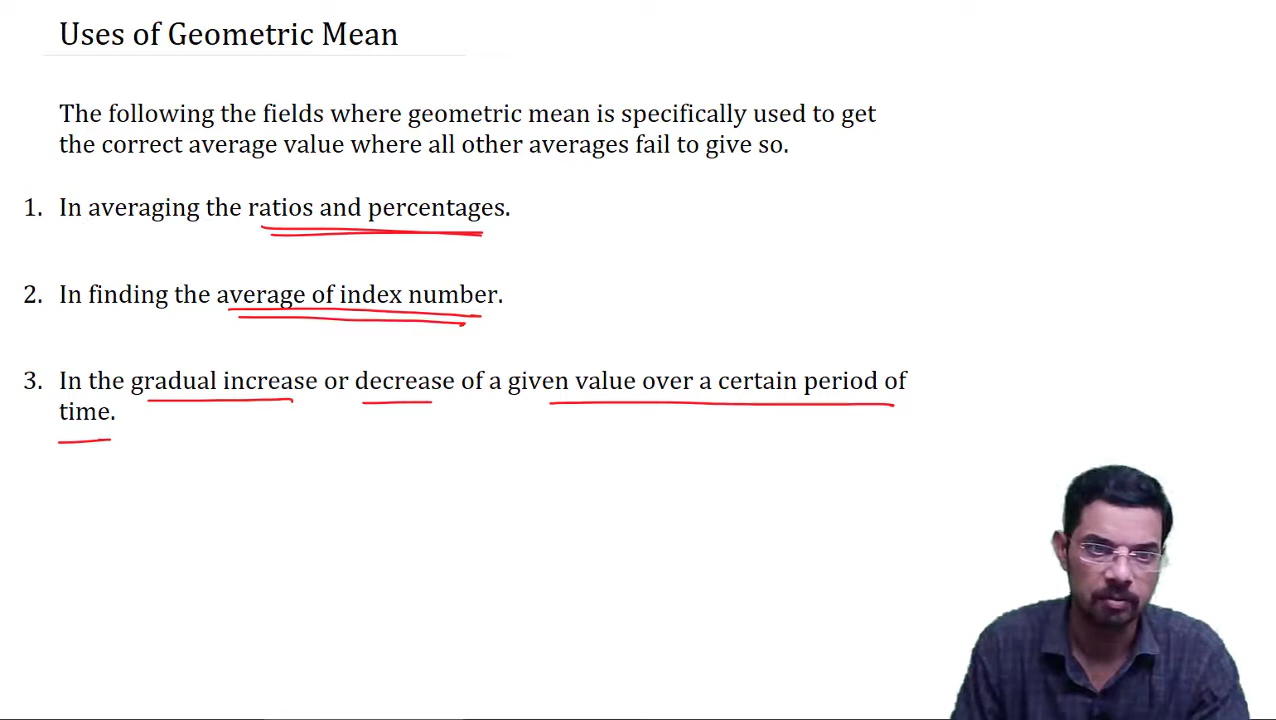 Uses of Geometric Mean
The following the fields where geometric mean is specifically used to get
the correct average value where all other averages fail to give so.
1. In averaging the ratios and percentages.
2. In finding the average of index number.
3. In the gradual increase or decrease of a given value over a certain period of
time.